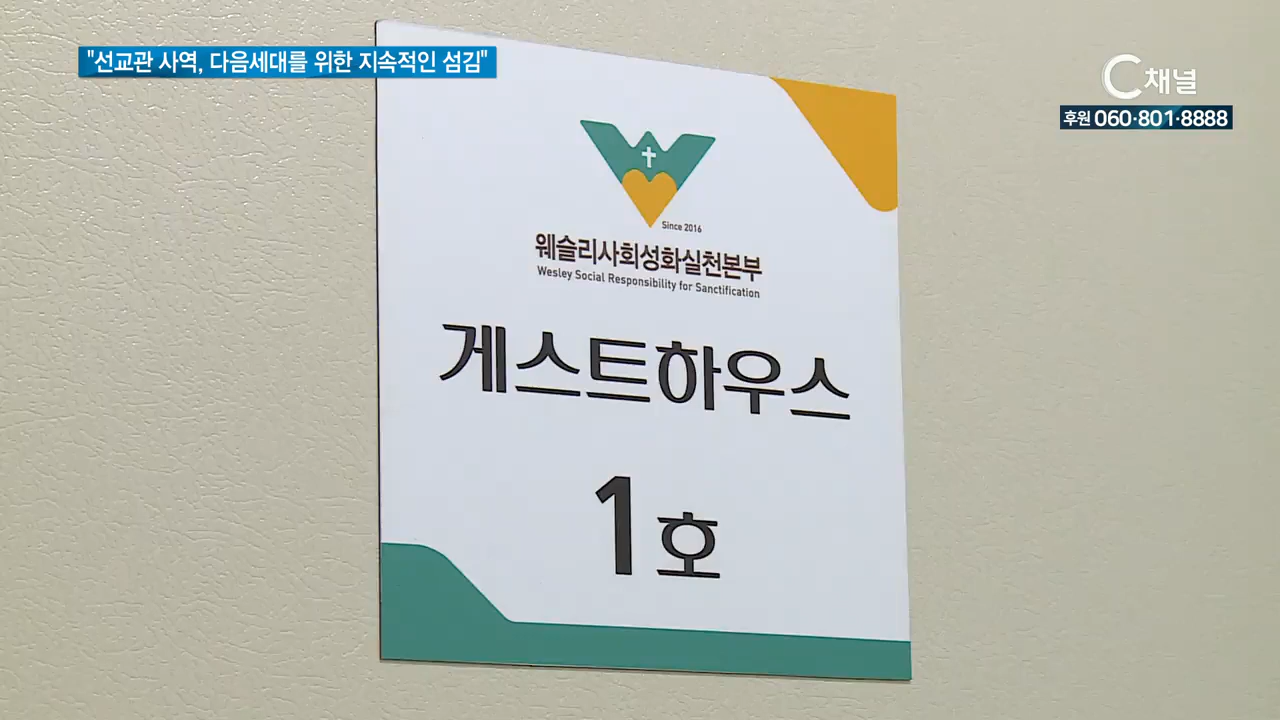 "선교관 사역, 다음세대를 위한 지속적인 섬김"
C채널
후원 060·801·8888
Since 2016
웨슬리사회성화실천본부
Wesley Social Responsibility for Sanctification
게스트하우스
1호